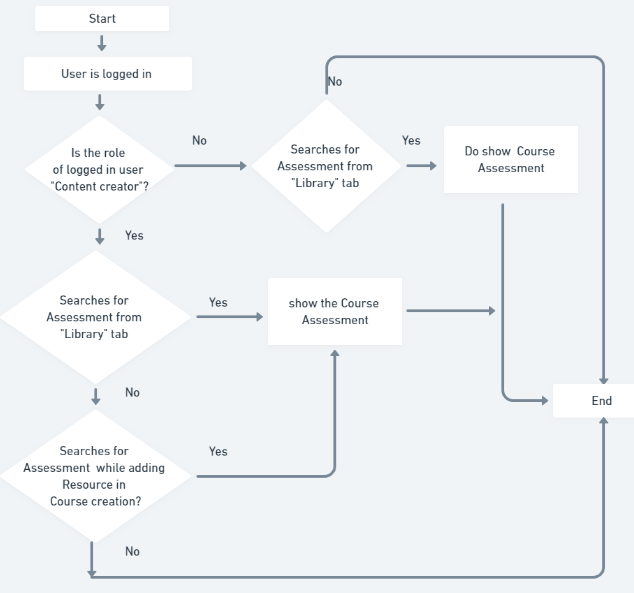 Start
User is logged in
No
Is the role
of logged in user
"Content creator"?
No
Searches for
Assessment from
"Library" tab
Yes
Do show  Course
Assessment
Yes
Searches for
Assessment from
"Library" tab
Yes
show the Course
Assessment
No
End
Searches for
Assessment  while adding
Resource in
Course creation?
Yes
No